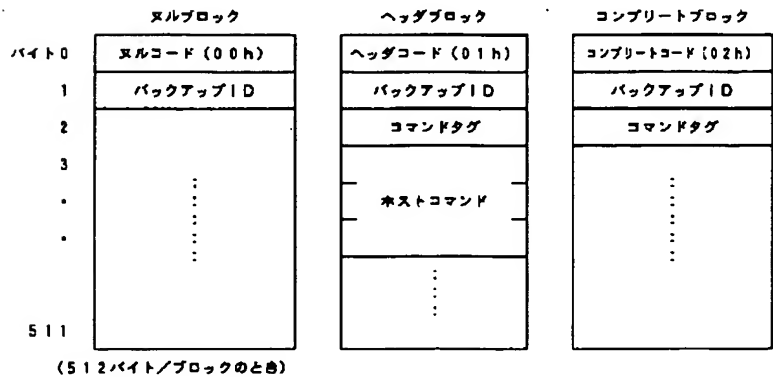 ヌルブロック ヘッダブロック コンプリートブロック
バイト0 ヌルコード(00h) ヘッダコード(01h) コンプリートコード(02h)
1 バックアップID バックアップID バックアップID
2 コマンドタグ コマンドタグ
3
・ ホストコマンド
・
511
(512バイト/ブロックのとき)